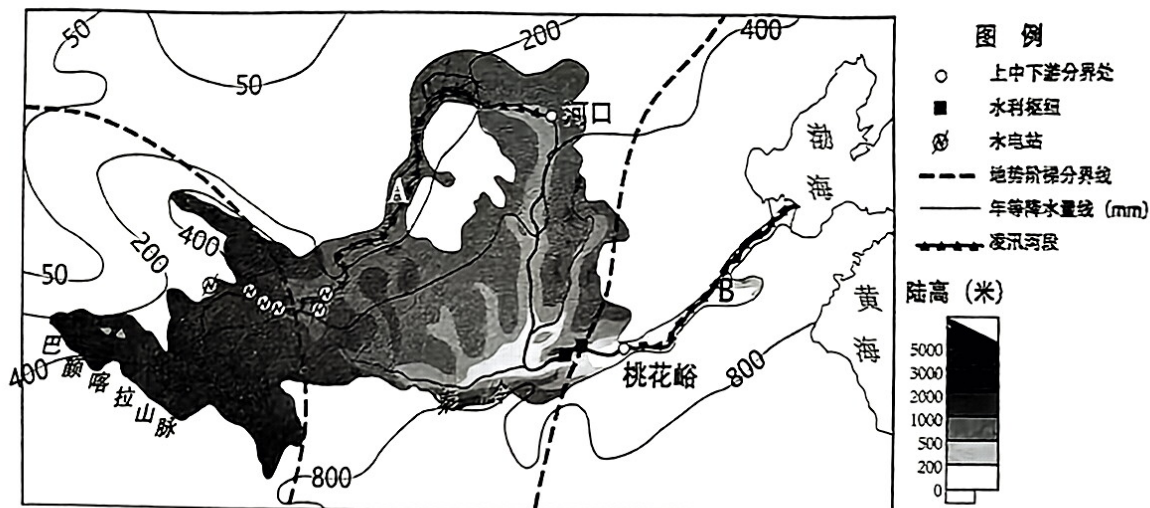 50
50
200
400
河口
A
400
200
50
巴颜喀拉山脉
400
800
桃花峪
B
800
渤海
黄海
图 例
上中下游分界处
水利枢纽
水电站
地势阶梯分界线
年等降水量线 (mm)
凌汛河段
陆高 (米)
5000
3000
2000
1000
500
200
0